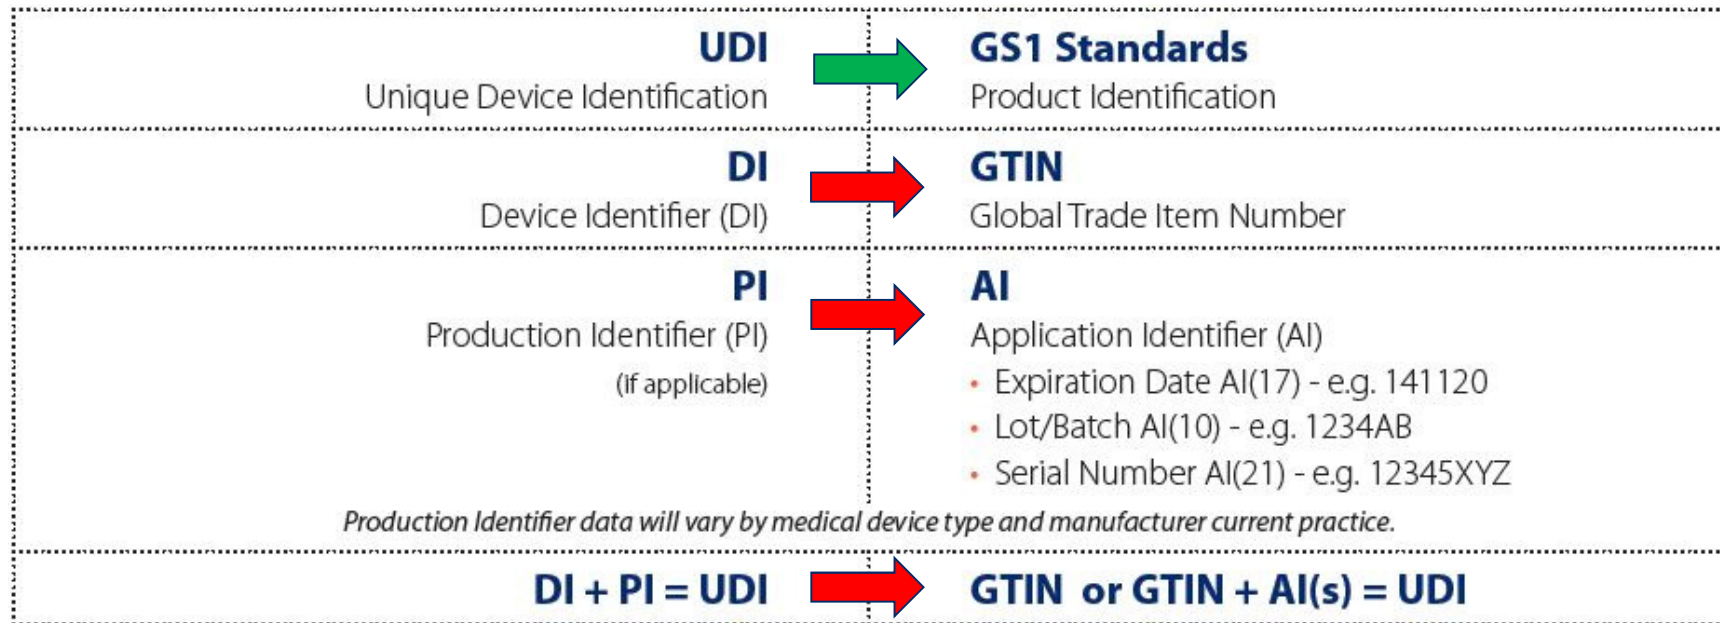 UDI
Unique Device Identification
GS1 Standards
Product Identification
DI
Device Identifier (DI)
GTIN
Global Trade Item Number
PI
Production Identifier (PI)
(if applicable)
AI
Application Identifier (AI)
• Expiration Date AI(17) - e.g. 141120
• Lot/Batch AI(10) - e.g. 1234AB
• Serial Number AI(21) - e.g. 12345XYZ
Production Identifier data will vary by medical device type and manufacturer current practice.
DI + PI = UDI
GTIN or GTIN + AI(s) = UDI